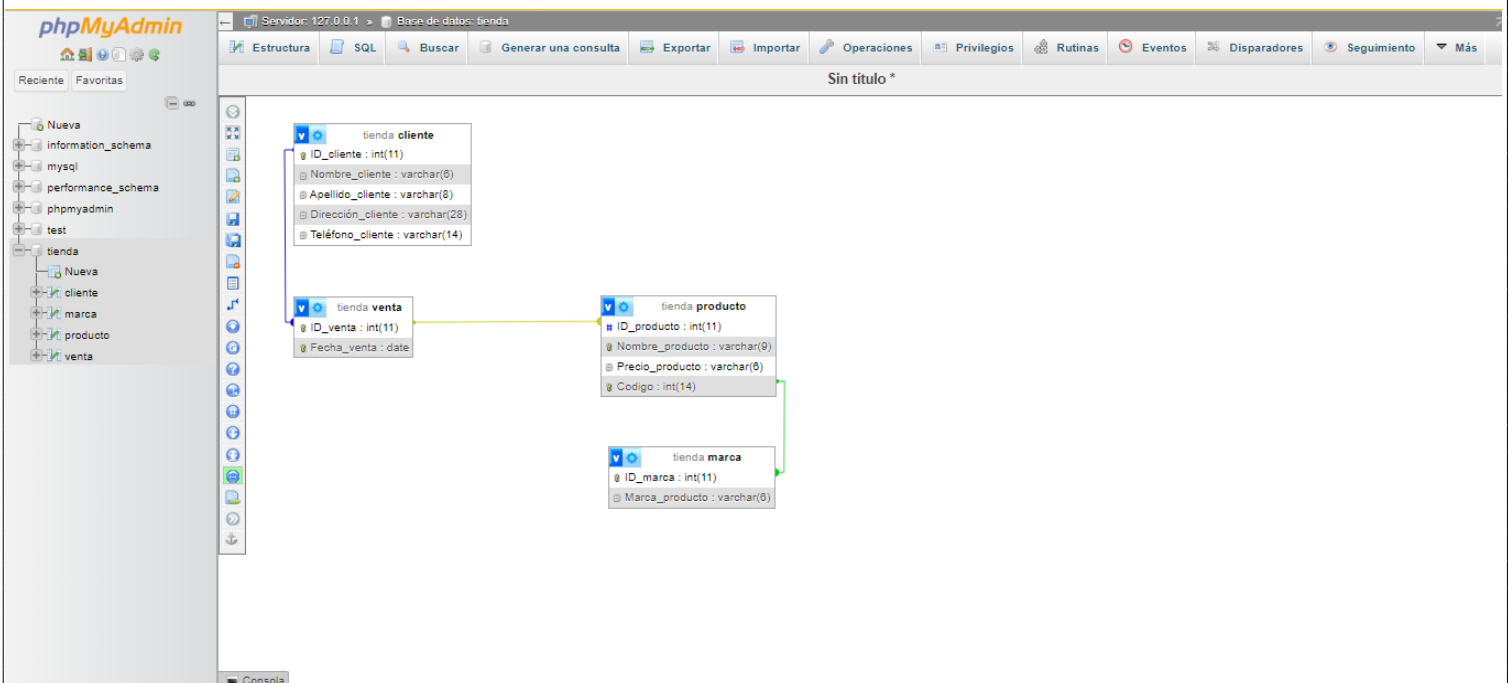 phpMyAdmin
Reciente Favoritas
Nueva
information_schema
mysql
performance_schema
phpmyadmin
test
tienda
Nueva
cliente
marca
producto
venta
Servidor: 127.0.0.1 » Base de datos: tienda
Estructura SQL Buscar Generar una consulta Exportar Importar Operaciones Privilegios Rutinas Eventos Disparadores Seguimiento Más
Sin título *
tienda cliente
ID_cliente : int(11)
Nombre_cliente : varchar(6)
Apellido_cliente : varchar(8)
Dirección_cliente : varchar(28)
Teléfono_cliente : varchar(14)
tienda venta
ID_venta : int(11)
Fecha_venta : date
tienda producto
ID_producto : int(11)
Nombre_producto : varchar(9)
Precio_producto : varchar(6)
Codigo : int(14)
tienda marca
ID_marca : int(11)
Marca_producto : varchar(6)
Consola